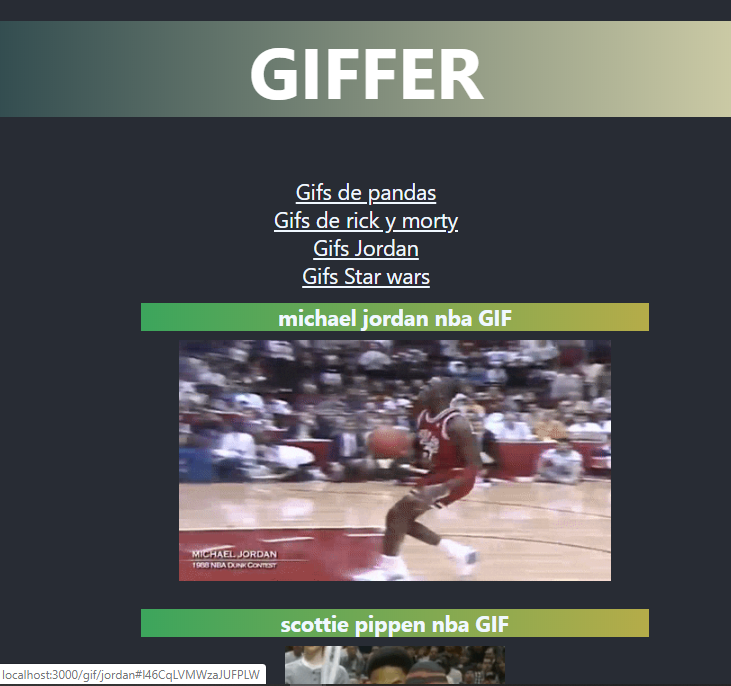 GIFFER
Gifs de pandas
Gifs de rick y morty
Gifs Jordan
Gifs Star wars
michael jordan nba GIF
MICHAEL JORDAN
1988 NBA DUNK CONTEST
scottie pippen nba GIF
localhost:3000/gif/jordan#l46CqLVMWzaJUFPLW